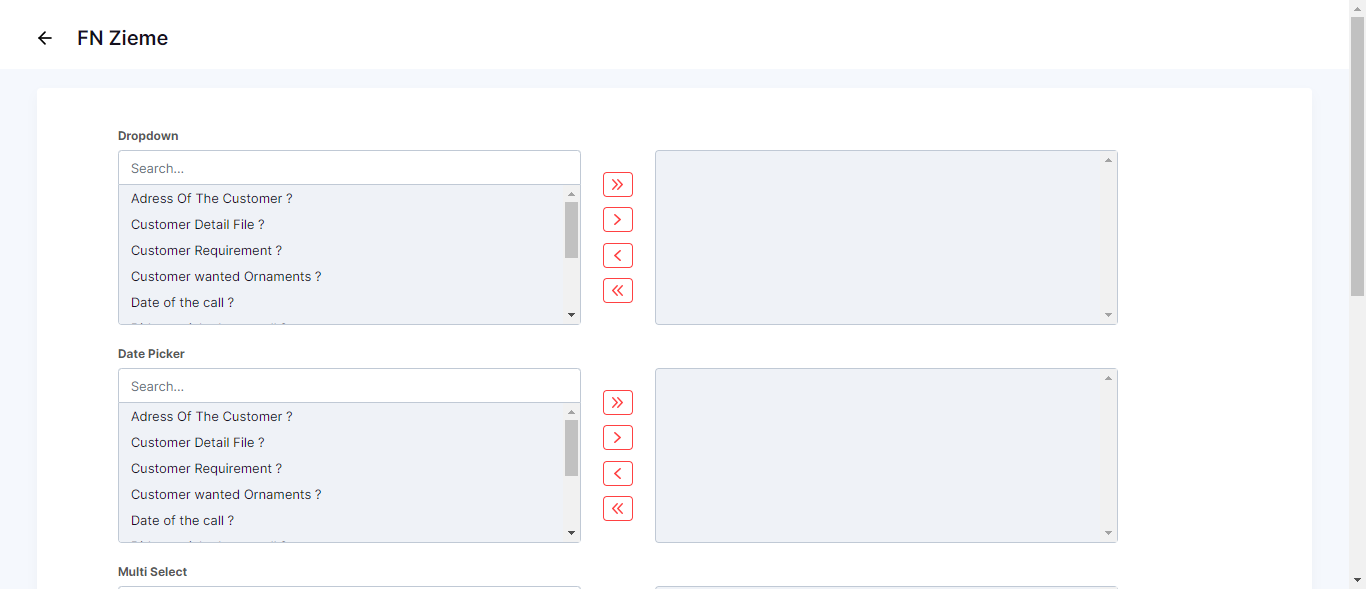 FN Zieme
Dropdown
Search...
Adress Of The Customer ?
Customer Detail File ?
Customer Requirement ?
Customer wanted Ornaments ?
Date of the call ?
Date Picker
Search...
Adress Of The Customer ?
Customer Detail File ?
Customer Requirement ?
Customer wanted Ornaments ?
Date of the call ?
Multi Select